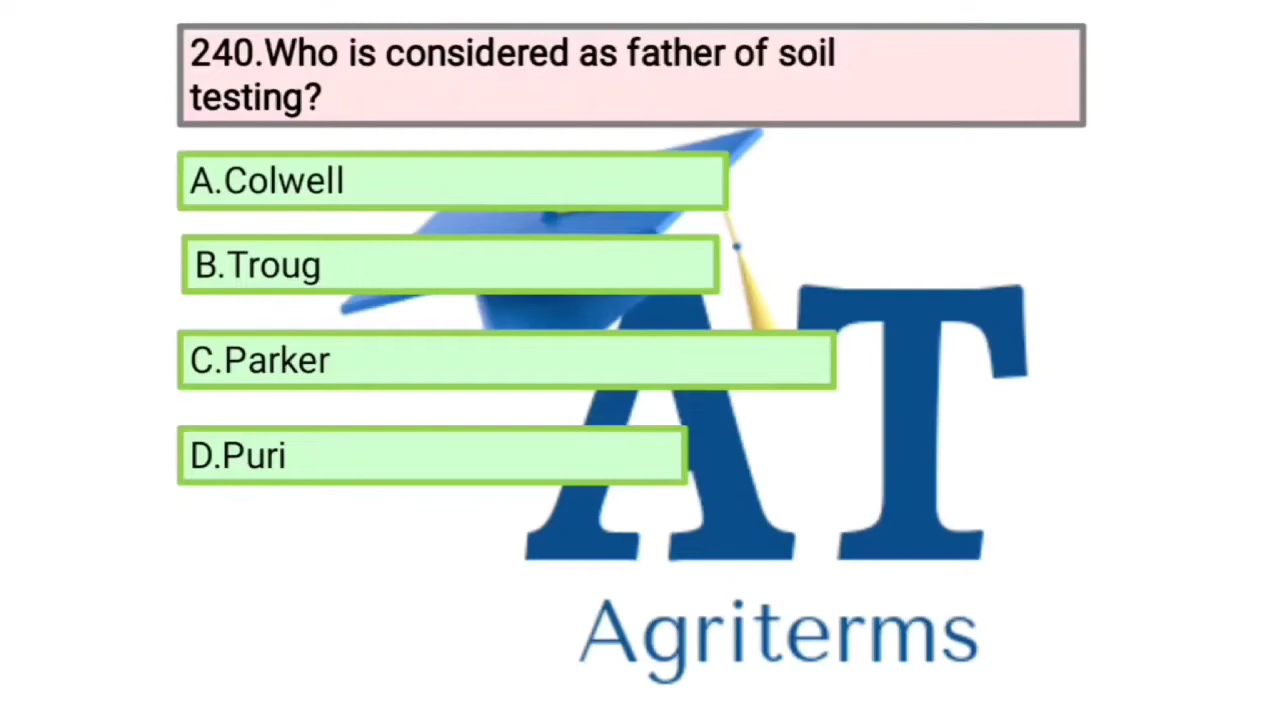 240.Who is considered as father of soil
testing?
A.Colwell
B.Troug
C.Parker
D.Puri
AT
Agriterms